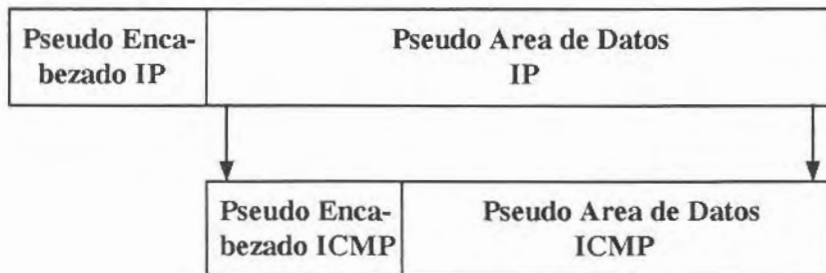 Pseudo Enca-
bezado IP
Pseudo Area de Datos
IP
Pseudo Enca-
bezado ICMP
Pseudo Area de Datos
ICMP